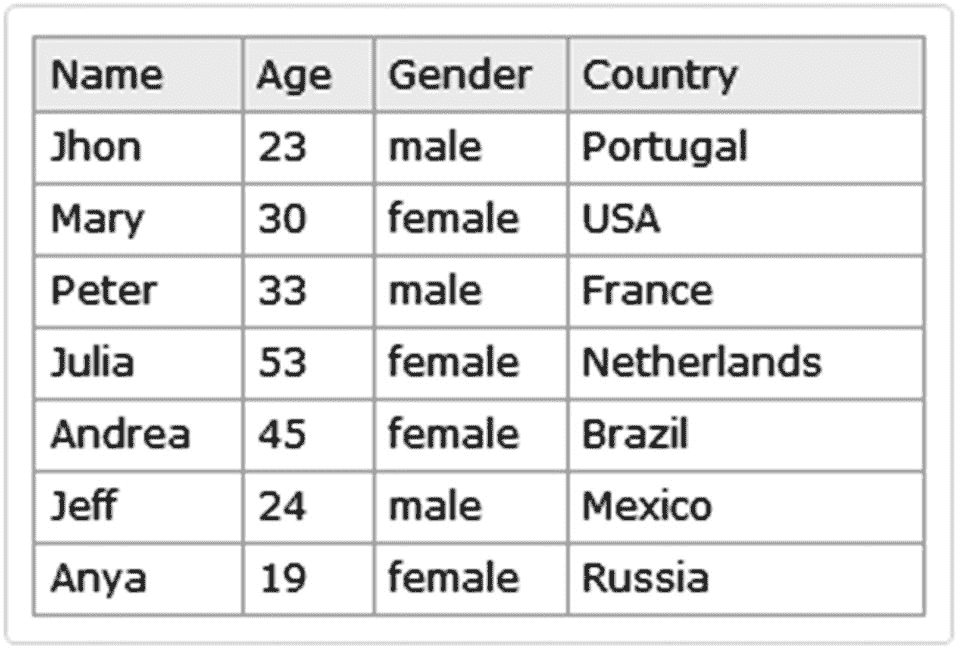 Name Age Gender Country
Jhon 23 male Portugal
Mary 30 female USA
Peter 33 male France
Julia 53 female Netherlands
Andrea 45 female Brazil
Jeff 24 male Mexico
Anya 19 female Russia